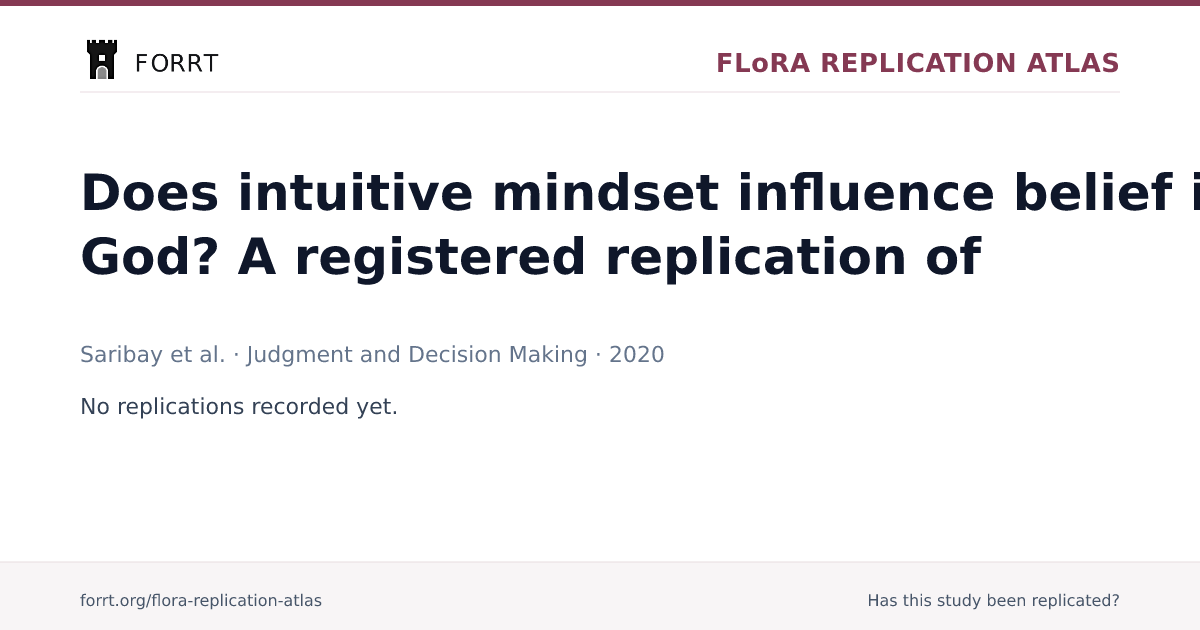 FORRT
FLoRA REPLICATION ATLAS
Does intuitive mindset influence belief i
God? A registered replication of
Saribay et al. · Judgment and Decision Making · 2020
No replications recorded yet.
forrt.org/flora-replication-atlas
Has this study been replicated?